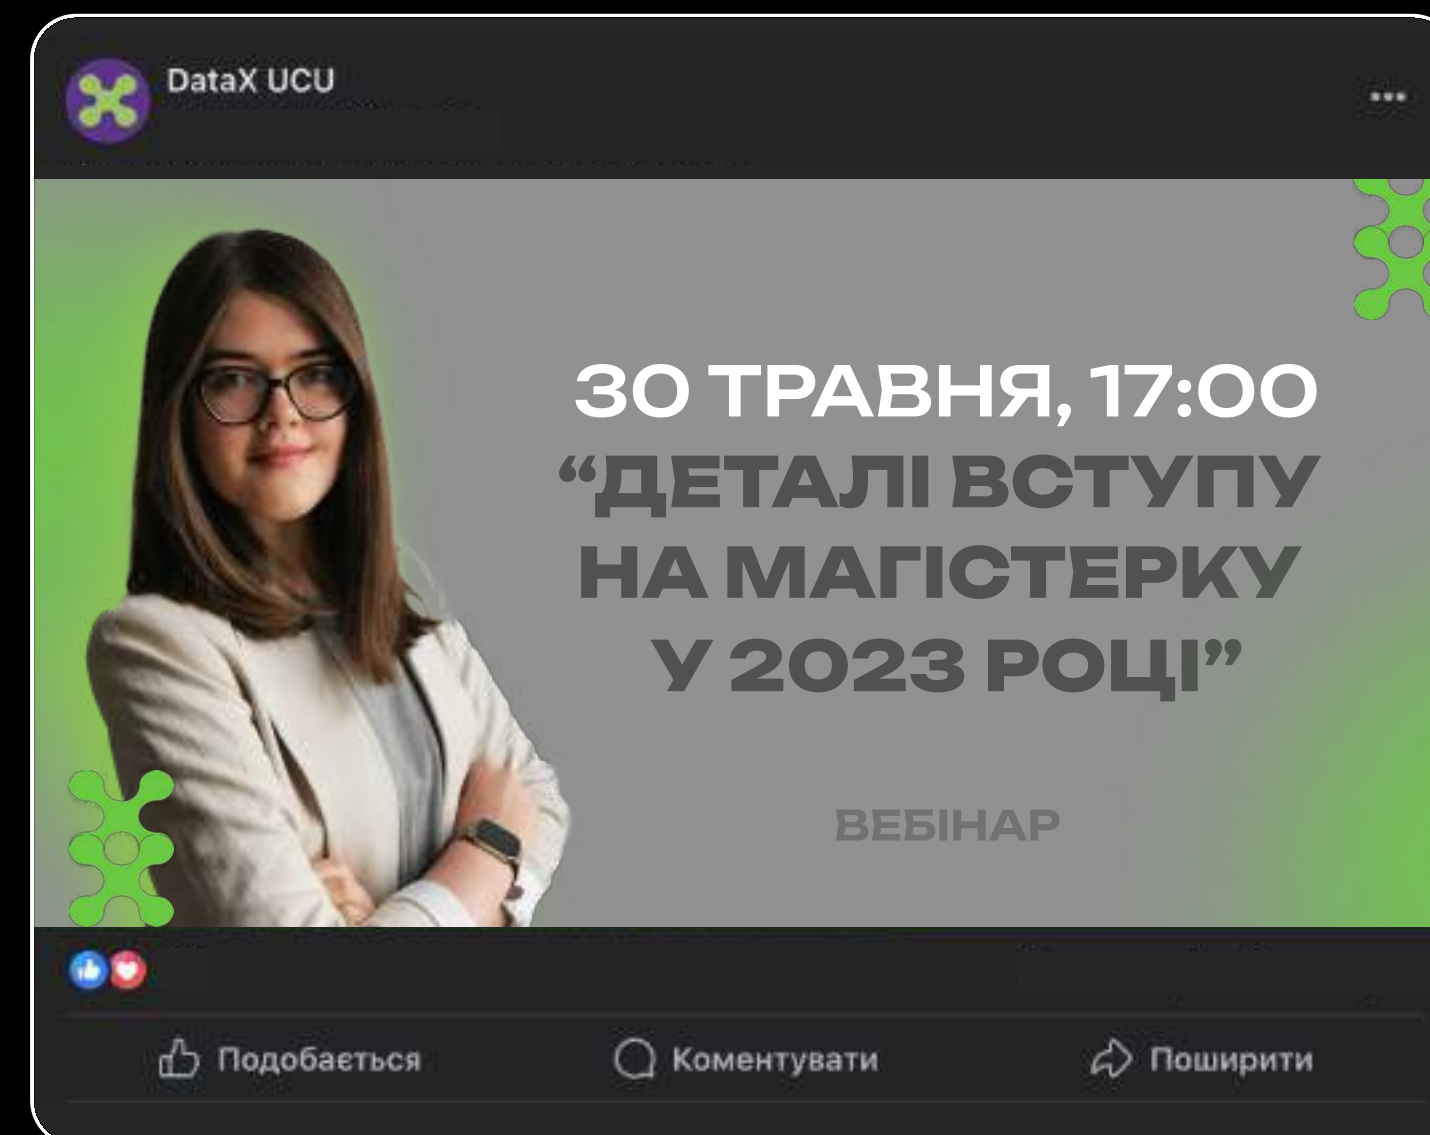 DataX UCU
30 ТРАВНЯ, 17:00
“ДЕТАЛІ ВСТУПУ
НА МАГІСТЕРКУ
У 2023 РОЦІ”
ВЕБІНАР
Подобається
Коментувати
Поширити